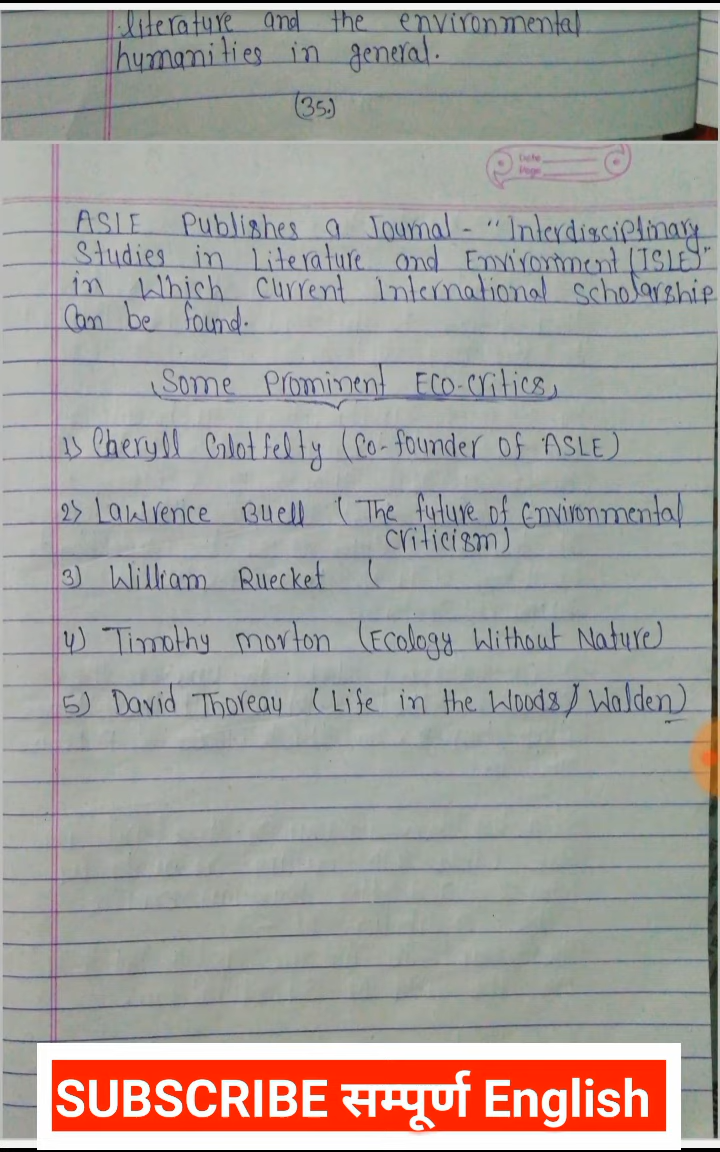 literature and the environmental
humanities in general.
(35.)
Date
Page
ASLE Publishes a Journal - "Interdisciplinary
Studies in Literature and Environment (ISLE)"
in Which Current International Scholarship
Can be found.
Some Prominent Eco-critics
1) Cheryll Glotfelty (Co-founder of ASLE)
2) Lawrence Buell (The future of Environmental
Criticism)
3) William Ruecket (
4) Timothy morton (Ecology Without Nature)
5) David Thoreau (Life in the Woods / Walden)
SUBSCRIBE सम्पूर्ण English